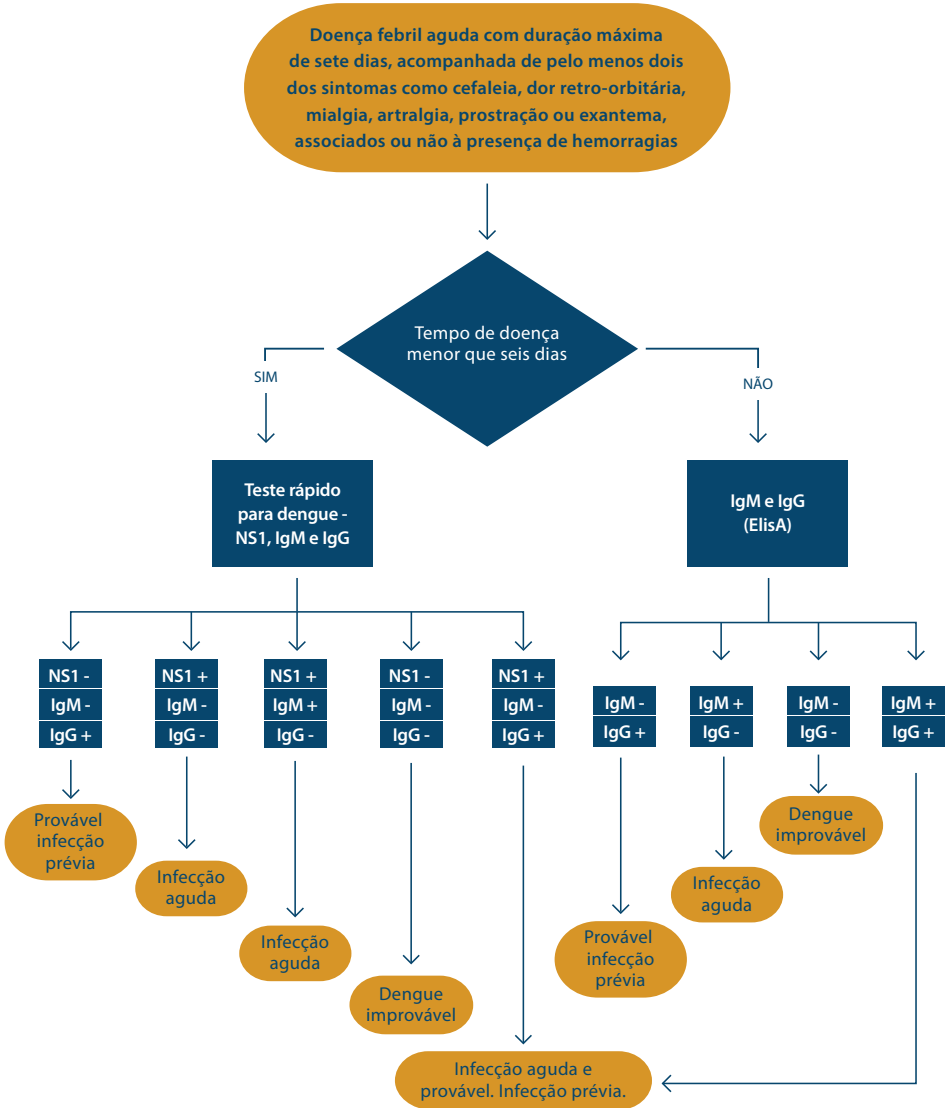 Doença febril aguda com duração máxima
de sete dias, acompanhada de pelo menos dois
dos sintomas como cefaleia, dor retro-orbitária,
mialgia, artralgia, prostração ou exantema,
associados ou não à presença de hemorragias
Tempo de doença
menor que seis dias
SIM
NÃO
Teste rápido
para dengue -
NS1, IgM e IgG
IgM e IgG
(ElisA)
NS1 -
IgM -
IgG +
NS1 +
IgM -
IgG -
NS1 +
IgM +
IgG -
NS1 -
IgM -
IgG -
NS1 +
IgM -
IgG +
IgM -
IgG +
IgM +
IgG -
IgM -
IgG -
IgM +
IgG +
Provável
infecção
prévia
Infecção
aguda
Infecção
aguda
Dengue
improvável
Provável
infecção
prévia
Infecção
aguda
Dengue
improvável
Infecção aguda e
provável. Infecção prévia.